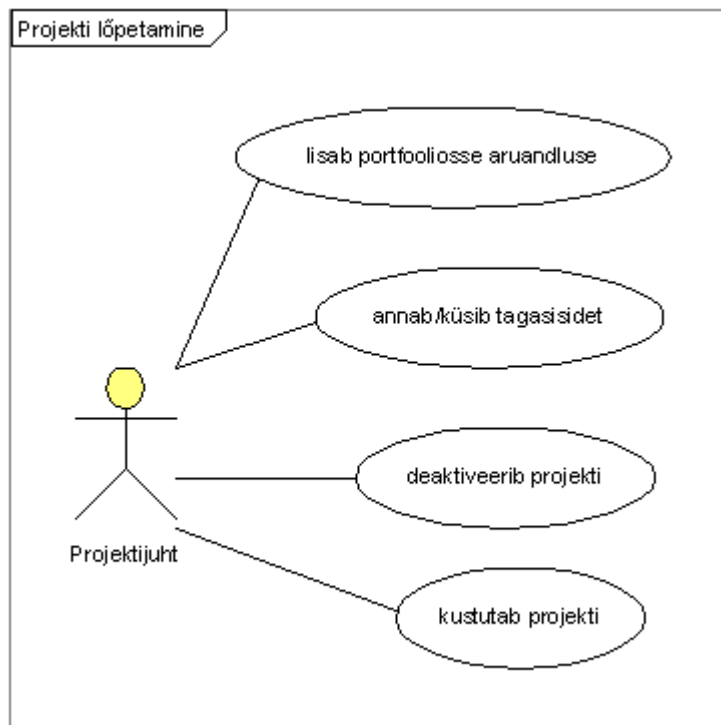 Projekti lõpetamine
lisab portfooliosse aruandluse
annab/küsib tagasisidet
deaktiveerib projekti
Projektijuht
kustutab projekti